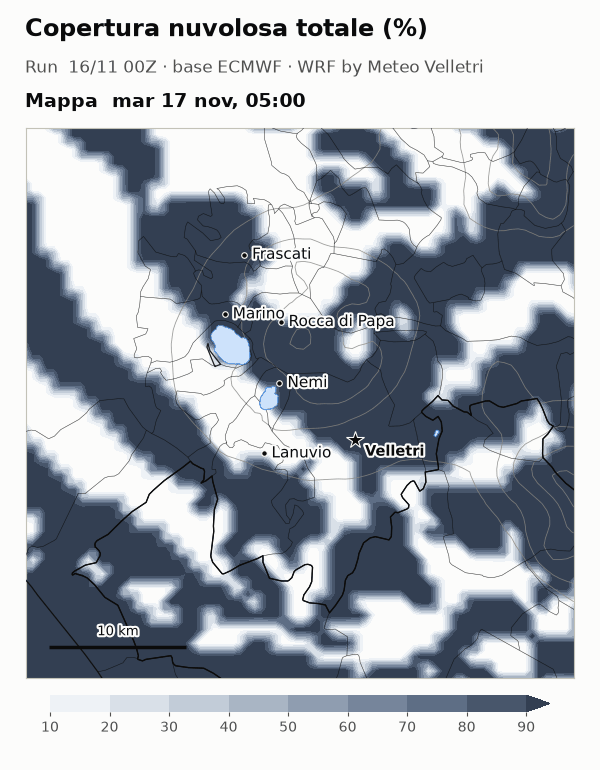 Copertura nuvolosa totale (%)
Run  16/11 00Z · base ECMWF · WRF by Meteo Velletri
Mappa  mar 17 nov, 05:00
Frascati
Marino
Rocca di Papa
Nemi
Velletri
Lanuvio
10 km
10 20 30 40 50 60 70 80 90